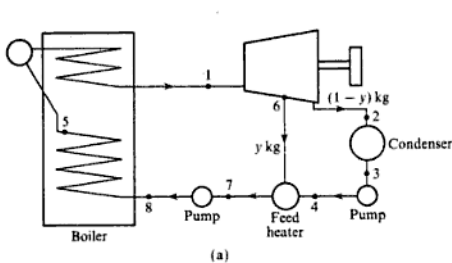 1
6
(1 − y) kg
2
5
y kg
Condenser
3
7
8
Pump
Feed
heater
4
Pump
Boiler
(a)